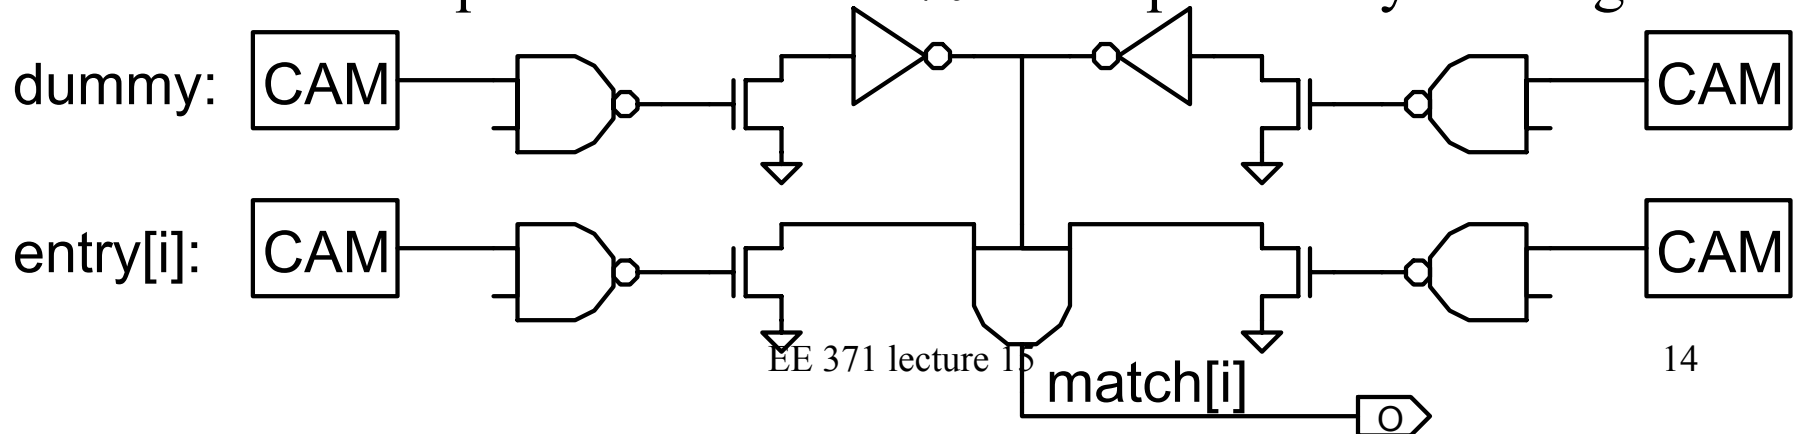 dummy: CAM CAM
entry[i]: CAM CAM
EE 371 lecture 15 14
match[i]
O